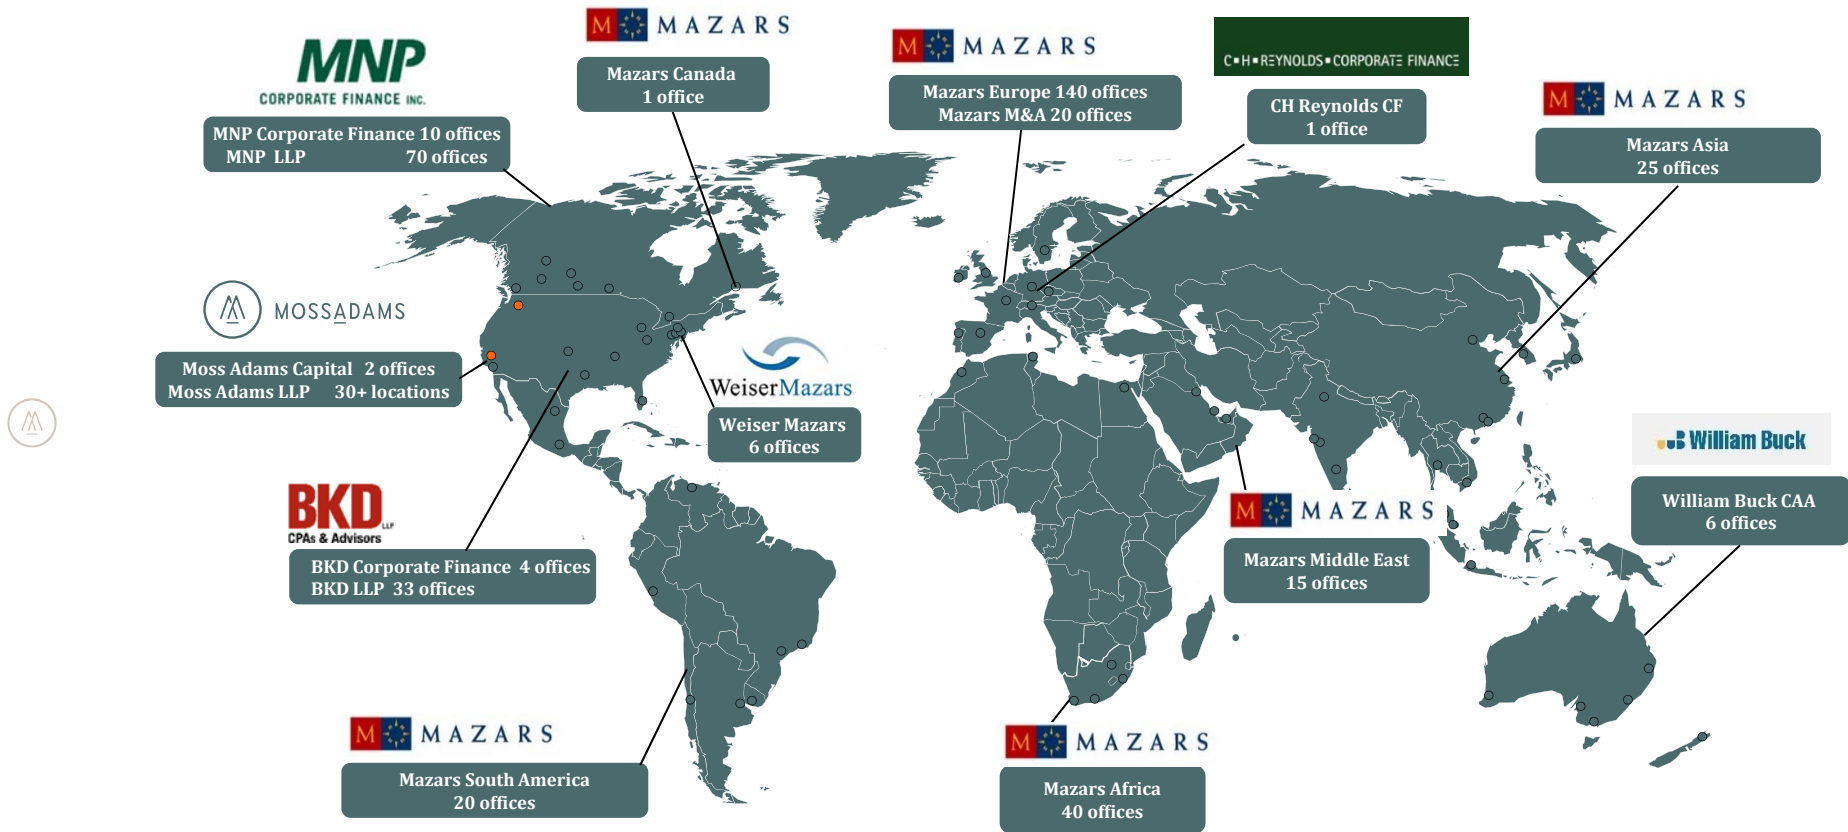 MNP
CORPORATE FINANCE INC.
MNP Corporate Finance 10 offices
MNP LLP 70 offices
M MAZARS
Mazars Canada
1 office
M MAZARS
Mazars Europe 140 offices
Mazars M&A 20 offices
C▪H▪REYNOLDS▪CORPORATE FINANCE
CH Reynolds CF
1 office
M MAZARS
Mazars Asia
25 offices
MOSSADAMS
Moss Adams Capital 2 offices
Moss Adams LLP 30+ locations
WeiserMazars
Weiser Mazars
6 offices
BKD LLP
CPAs & Advisors
BKD Corporate Finance 4 offices
BKD LLP 33 offices
M MAZARS
Mazars Middle East
15 offices
William Buck
William Buck CAA
6 offices
M MAZARS
Mazars South America
20 offices
M MAZARS
Mazars Africa
40 offices